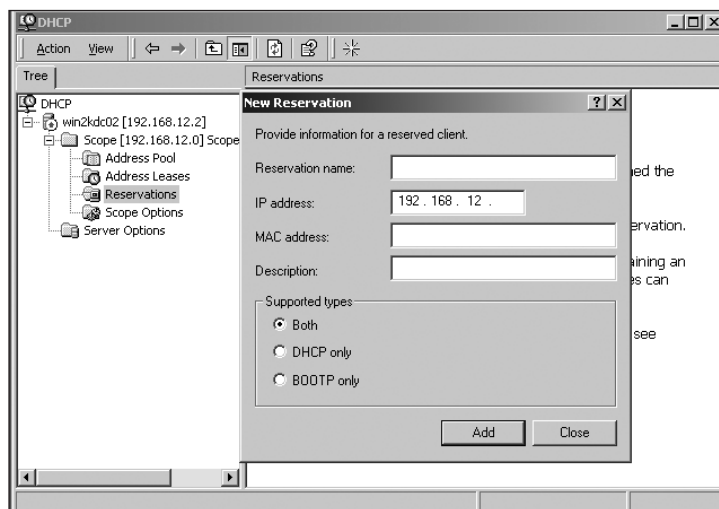 DHCP
Action View
Tree
Reservations
DHCP
win2kdc02 [192.168.12.2]
Scope [192.168.12.0] Scope
Address Pool
Address Leases
Reservations
Scope Options
Server Options
New Reservation
Provide information for a reserved client.
Reservation name:
IP address: 192 . 168 . 12 .
MAC address:
Description:
Supported types
Both
DHCP only
BOOTP only
Add Close
ed the
ervation.
aining an
es can
see